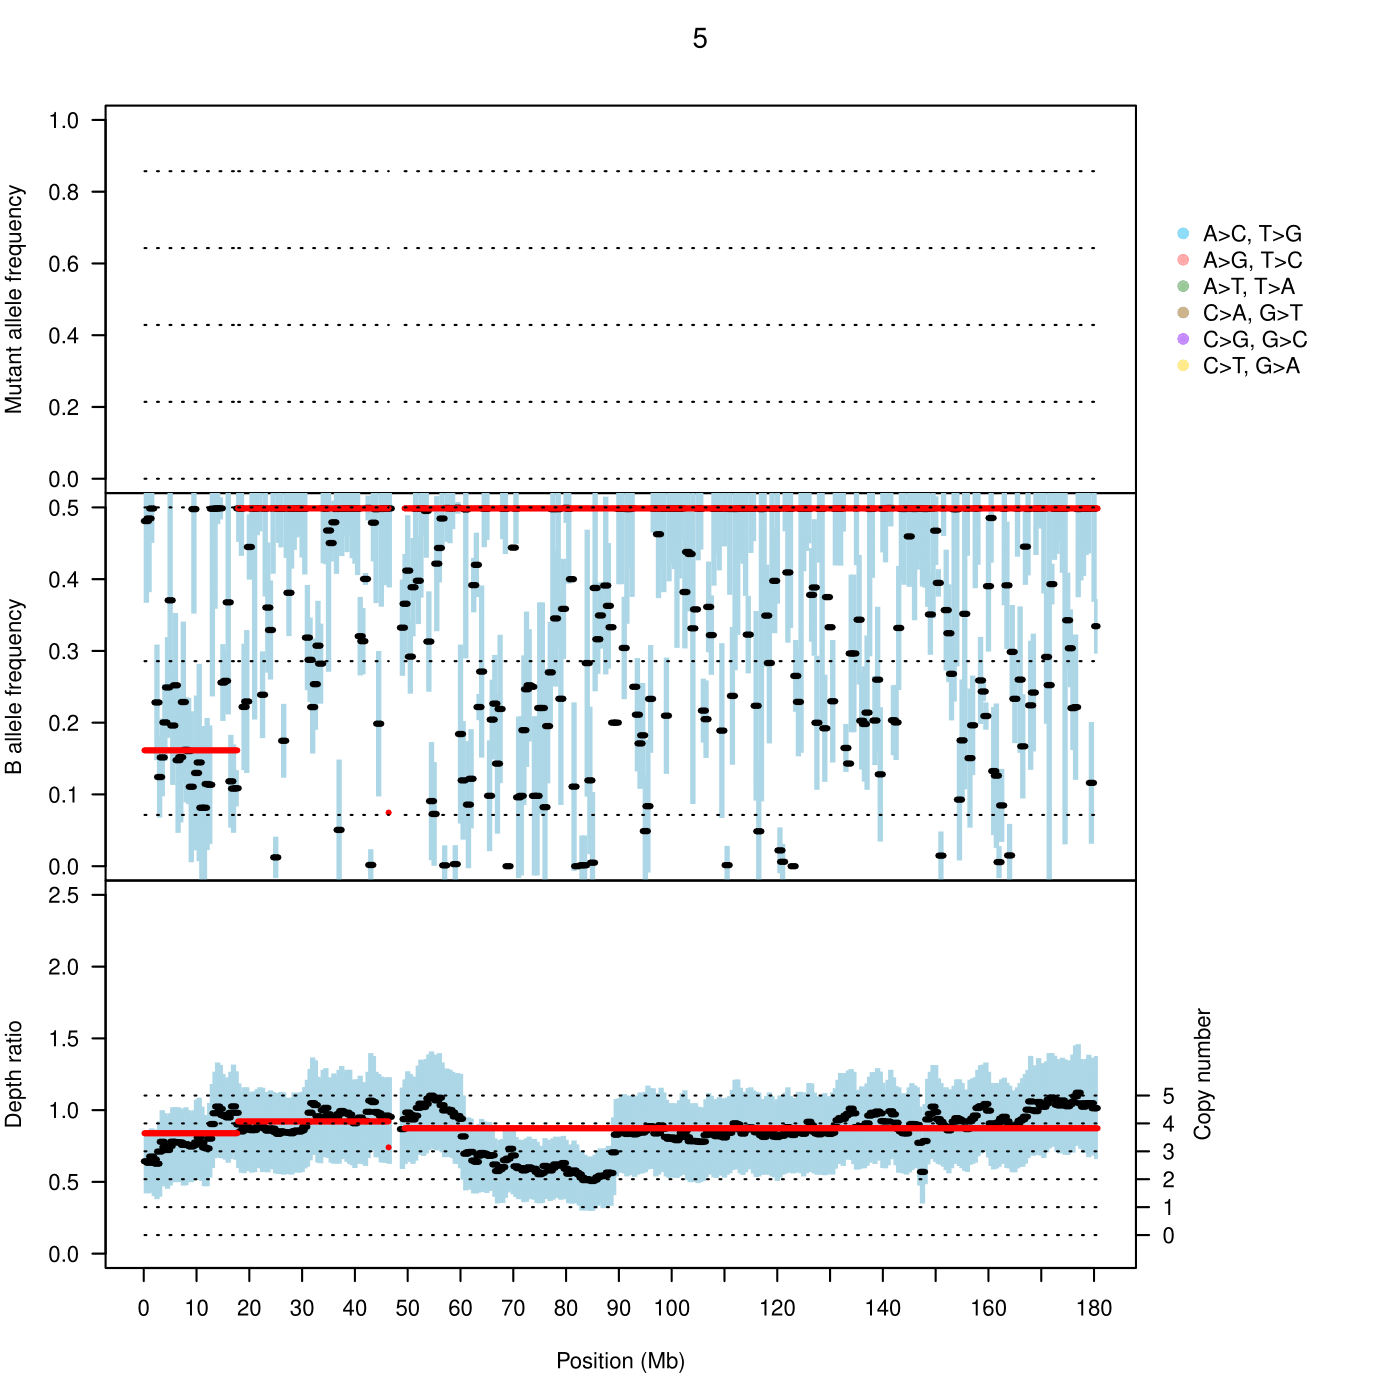 5
Mutant allele frequency
1.0
0.8
0.6
0.4
0.2
0.0
A>C, T>G
A>G, T>C
A>T, T>A
C>A, G>T
C>G, G>C
C>T, G>A
B allele frequency
0.5
0.4
0.3
0.2
0.1
0.0
Depth ratio
2.5
2.0
1.5
1.0
0.5
0.0
Copy number
5
4
3
2
1
0
0 10 20 30 40 50 60 70 80 90 100 120 140 160 180
Position (Mb)